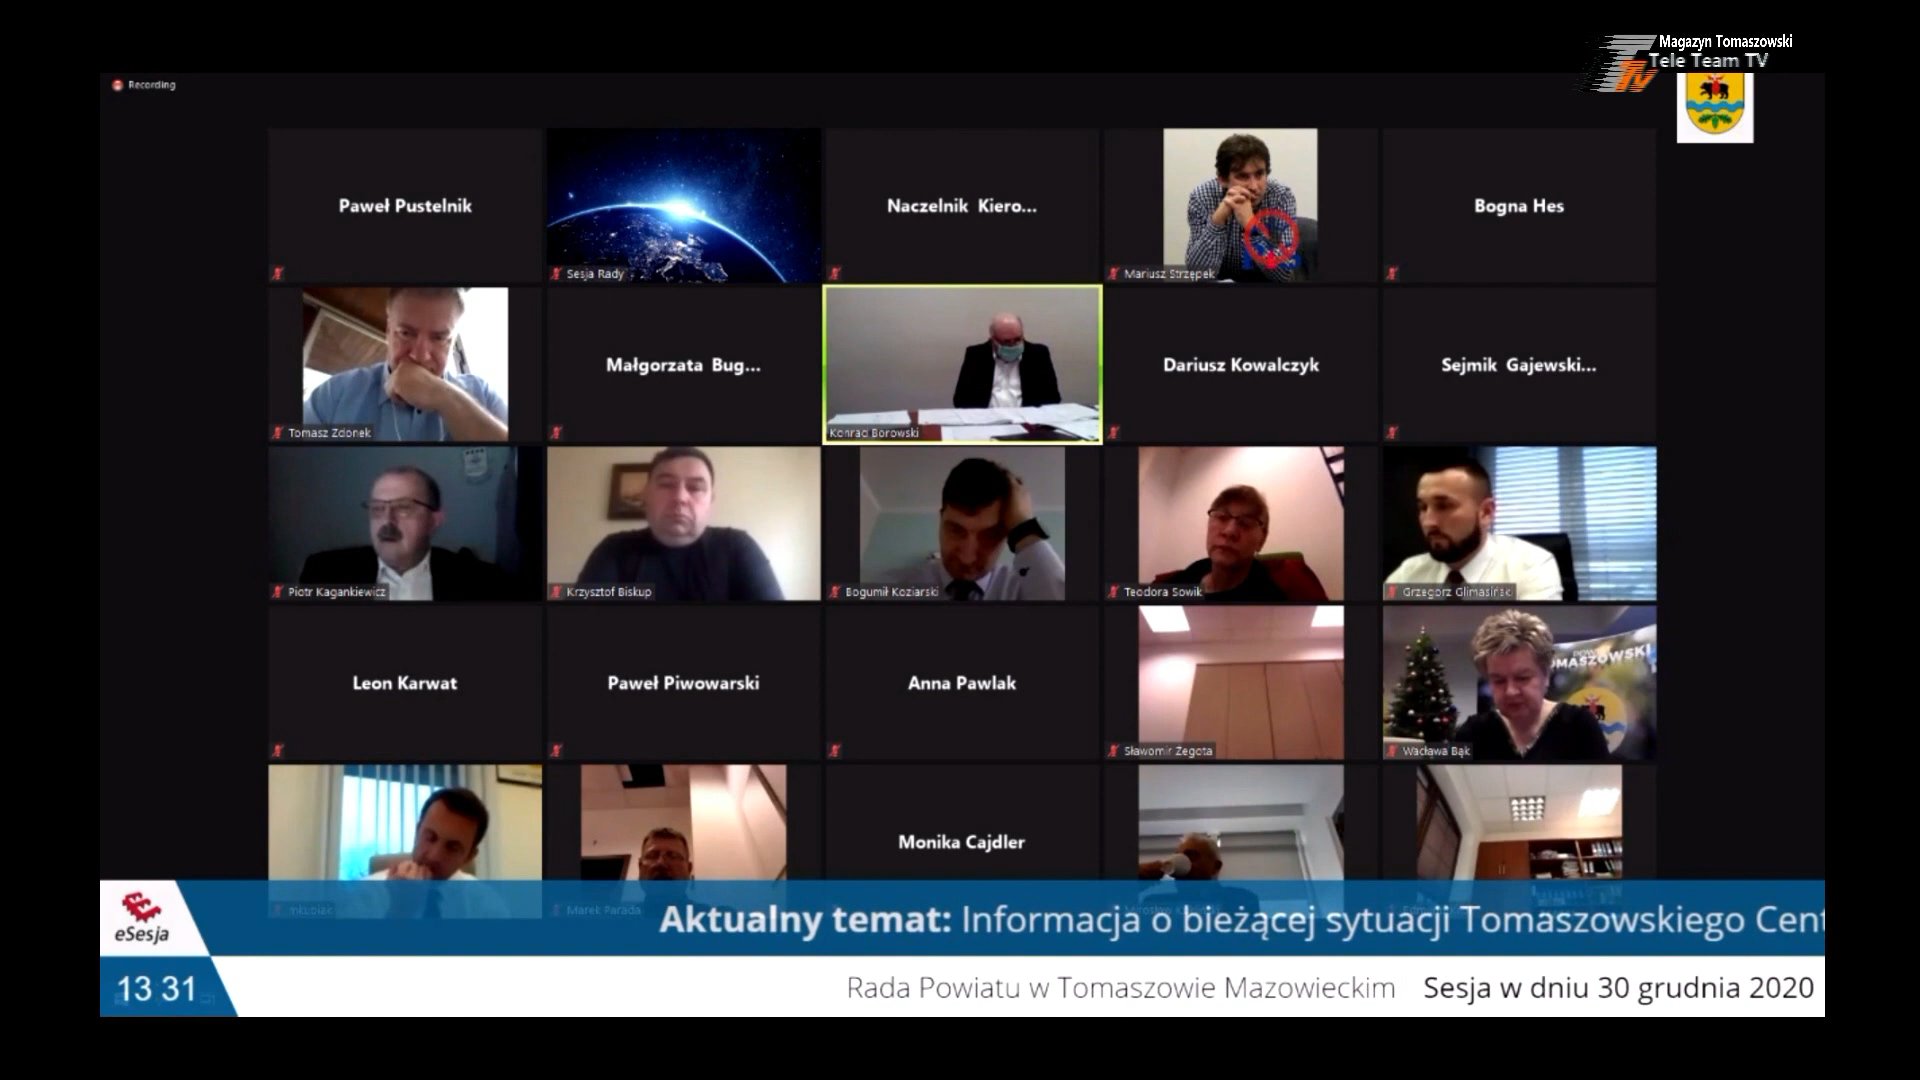 Magazyn Tomaszowski
Tele Team TV
Recording
Paweł Pustelnik
Sesja Rady
Naczelnik Kiero...
Mariusz Strzępek
Bogna Hes
Tomasz Zdonek
Małgorzata Bug...
Konrad Borowski
Dariusz Kowalczyk
Sejmik Gajewski...
Piotr Kagankiewicz
Krzysztof Biskup
Bogumił Koziarski
Teodora Sowik
Grzegorz Glimasiński
Leon Karwat
Paweł Piwowarski
Anna Pawlak
Sławomir Żegota
POWIAT
TOMASZOWSKI
Wacława Bąk
Marek Parada
Monika Cajdler
eSesja
Aktualny temat: Informacja o bieżącej sytuacji Tomaszowskiego Cent
13 31
Rada Powiatu w Tomaszowie Mazowieckim Sesja w dniu 30 grudnia 2020